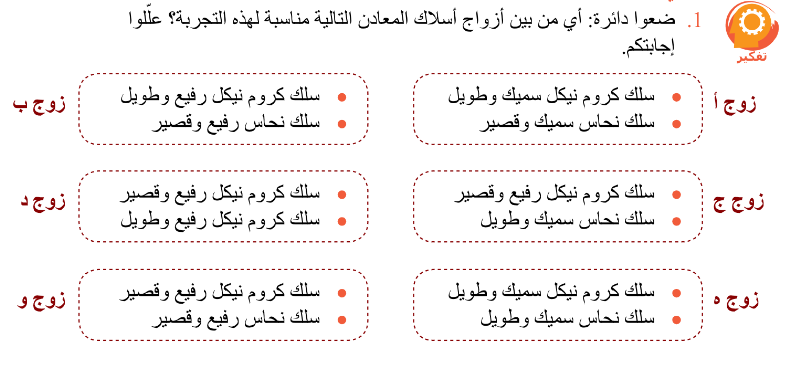 1. ضعوا دائرة: أي من بين أزواج أسلاك المعادن التالية مناسبة لهذه التجربة؟ علّلوا
إجابتكم.
تفكير
زوج أ
• سلك كروم نيكل سميك وطويل
• سلك نحاس سميك وقصير
زوج ب
• سلك كروم نيكل رفيع وطويل
• سلك نحاس رفيع وقصير
زوج ج
• سلك كروم نيكل رفيع وقصير
• سلك نحاس سميك وطويل
زوج د
• سلك كروم نيكل رفيع وقصير
• سلك كروم نيكل رفيع وطويل
زوج ه
• سلك كروم نيكل سميك وطويل
• سلك نحاس سميك وطويل
زوج و
• سلك كروم نيكل رفيع وقصير
• سلك نحاس رفيع وقصير